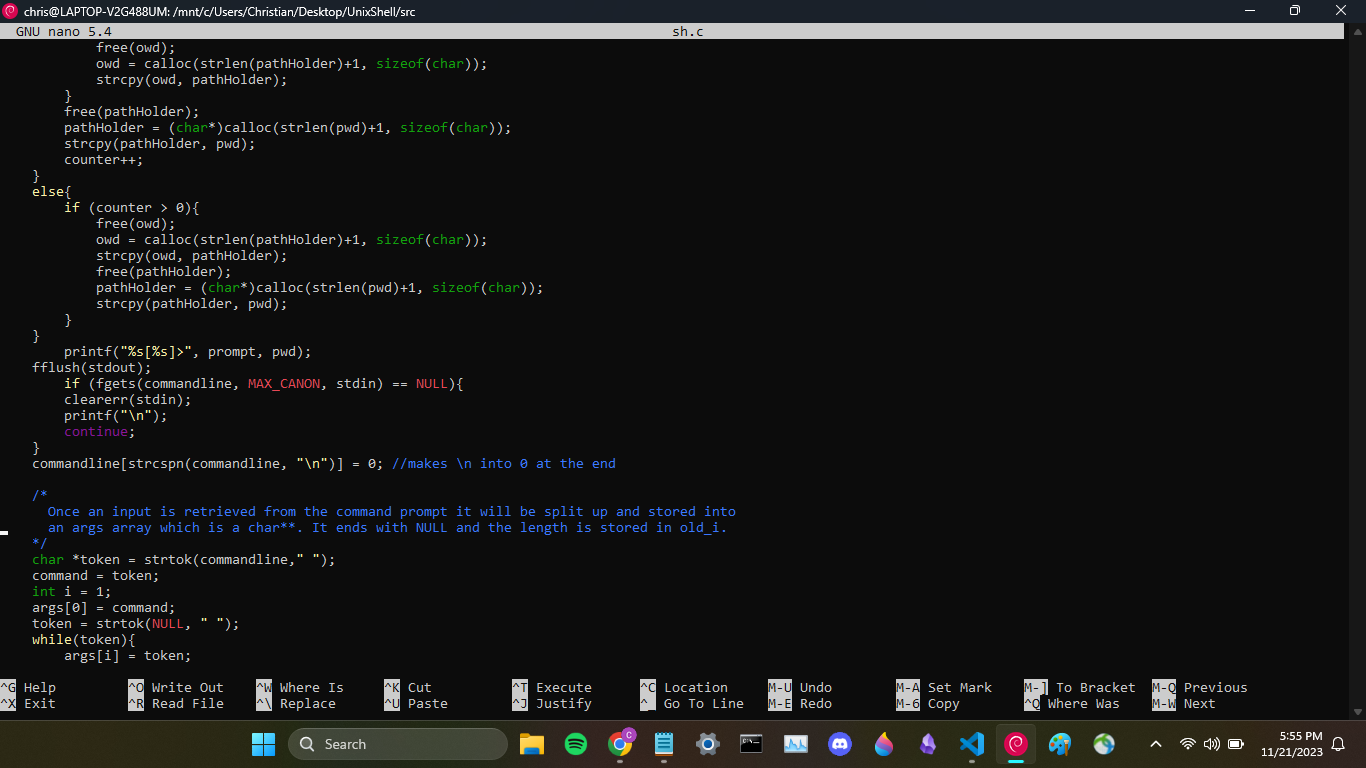 chris@LAPTOP-V2G488UM: /mnt/c/Users/Christian/Desktop/UnixShell/src
GNU nano 5.4 sh.c
free(owd);
owd = calloc(strlen(pathHolder)+1, sizeof(char));
strcpy(owd, pathHolder);
}
free(pathHolder);
pathHolder = (char*)calloc(strlen(pwd)+1, sizeof(char));
strcpy(pathHolder, pwd);
counter++;
}
else{
if (counter > 0){
free(owd);
owd = calloc(strlen(pathHolder)+1, sizeof(char));
strcpy(owd, pathHolder);
free(pathHolder);
pathHolder = (char*)calloc(strlen(pwd)+1, sizeof(char));
strcpy(pathHolder, pwd);
}
}
printf("%s[%s]>", prompt, pwd);
fflush(stdout);
if (fgets(commandline, MAX_CANON, stdin) == NULL){
clearerr(stdin);
printf("\n");
continue;
}
commandline[strcspn(commandline, "\n")] = 0; //makes \n into 0 at the end
/*
Once an input is retrieved from the command prompt it will be split up and stored into
an args array which is a char**. It ends with NULL and the length is stored in old_i.
*/
char *token = strtok(commandline," ");
command = token;
int i = 1;
args[0] = command;
token = strtok(NULL, " ");
while(token){
args[i] = token;
^G Help ^O Write Out ^W Where Is ^K Cut ^T Execute ^C Location M-U Undo M-A Set Mark M-] To Bracket M-Q Previous
^X Exit ^R Read File ^\ Replace ^U Paste ^J Justify ^_ Go To Line M-E Redo M-6 Copy ^Q Where Was M-W Next
Search
C
5:55 PM
11/21/2023